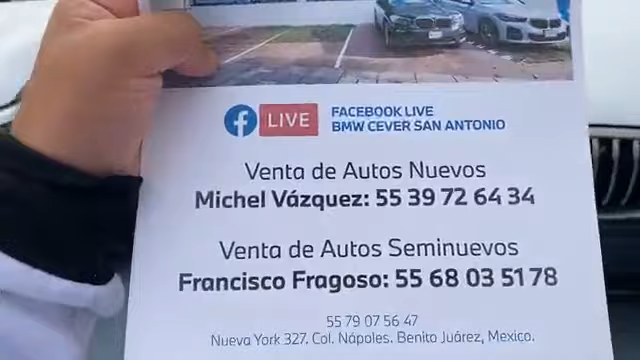 LIVE
FACEBOOK LIVE
BMW CEVER SAN ANTONIO
Venta de Autos Nuevos
Michel Vázquez: 55 39 72 64 34
Venta de Autos Seminuevos
Francisco Fragoso: 55 68 03 51 78
55 79 07 56 47
Nueva York 327. Col. Nápoles. Benito Juárez, Mexico.